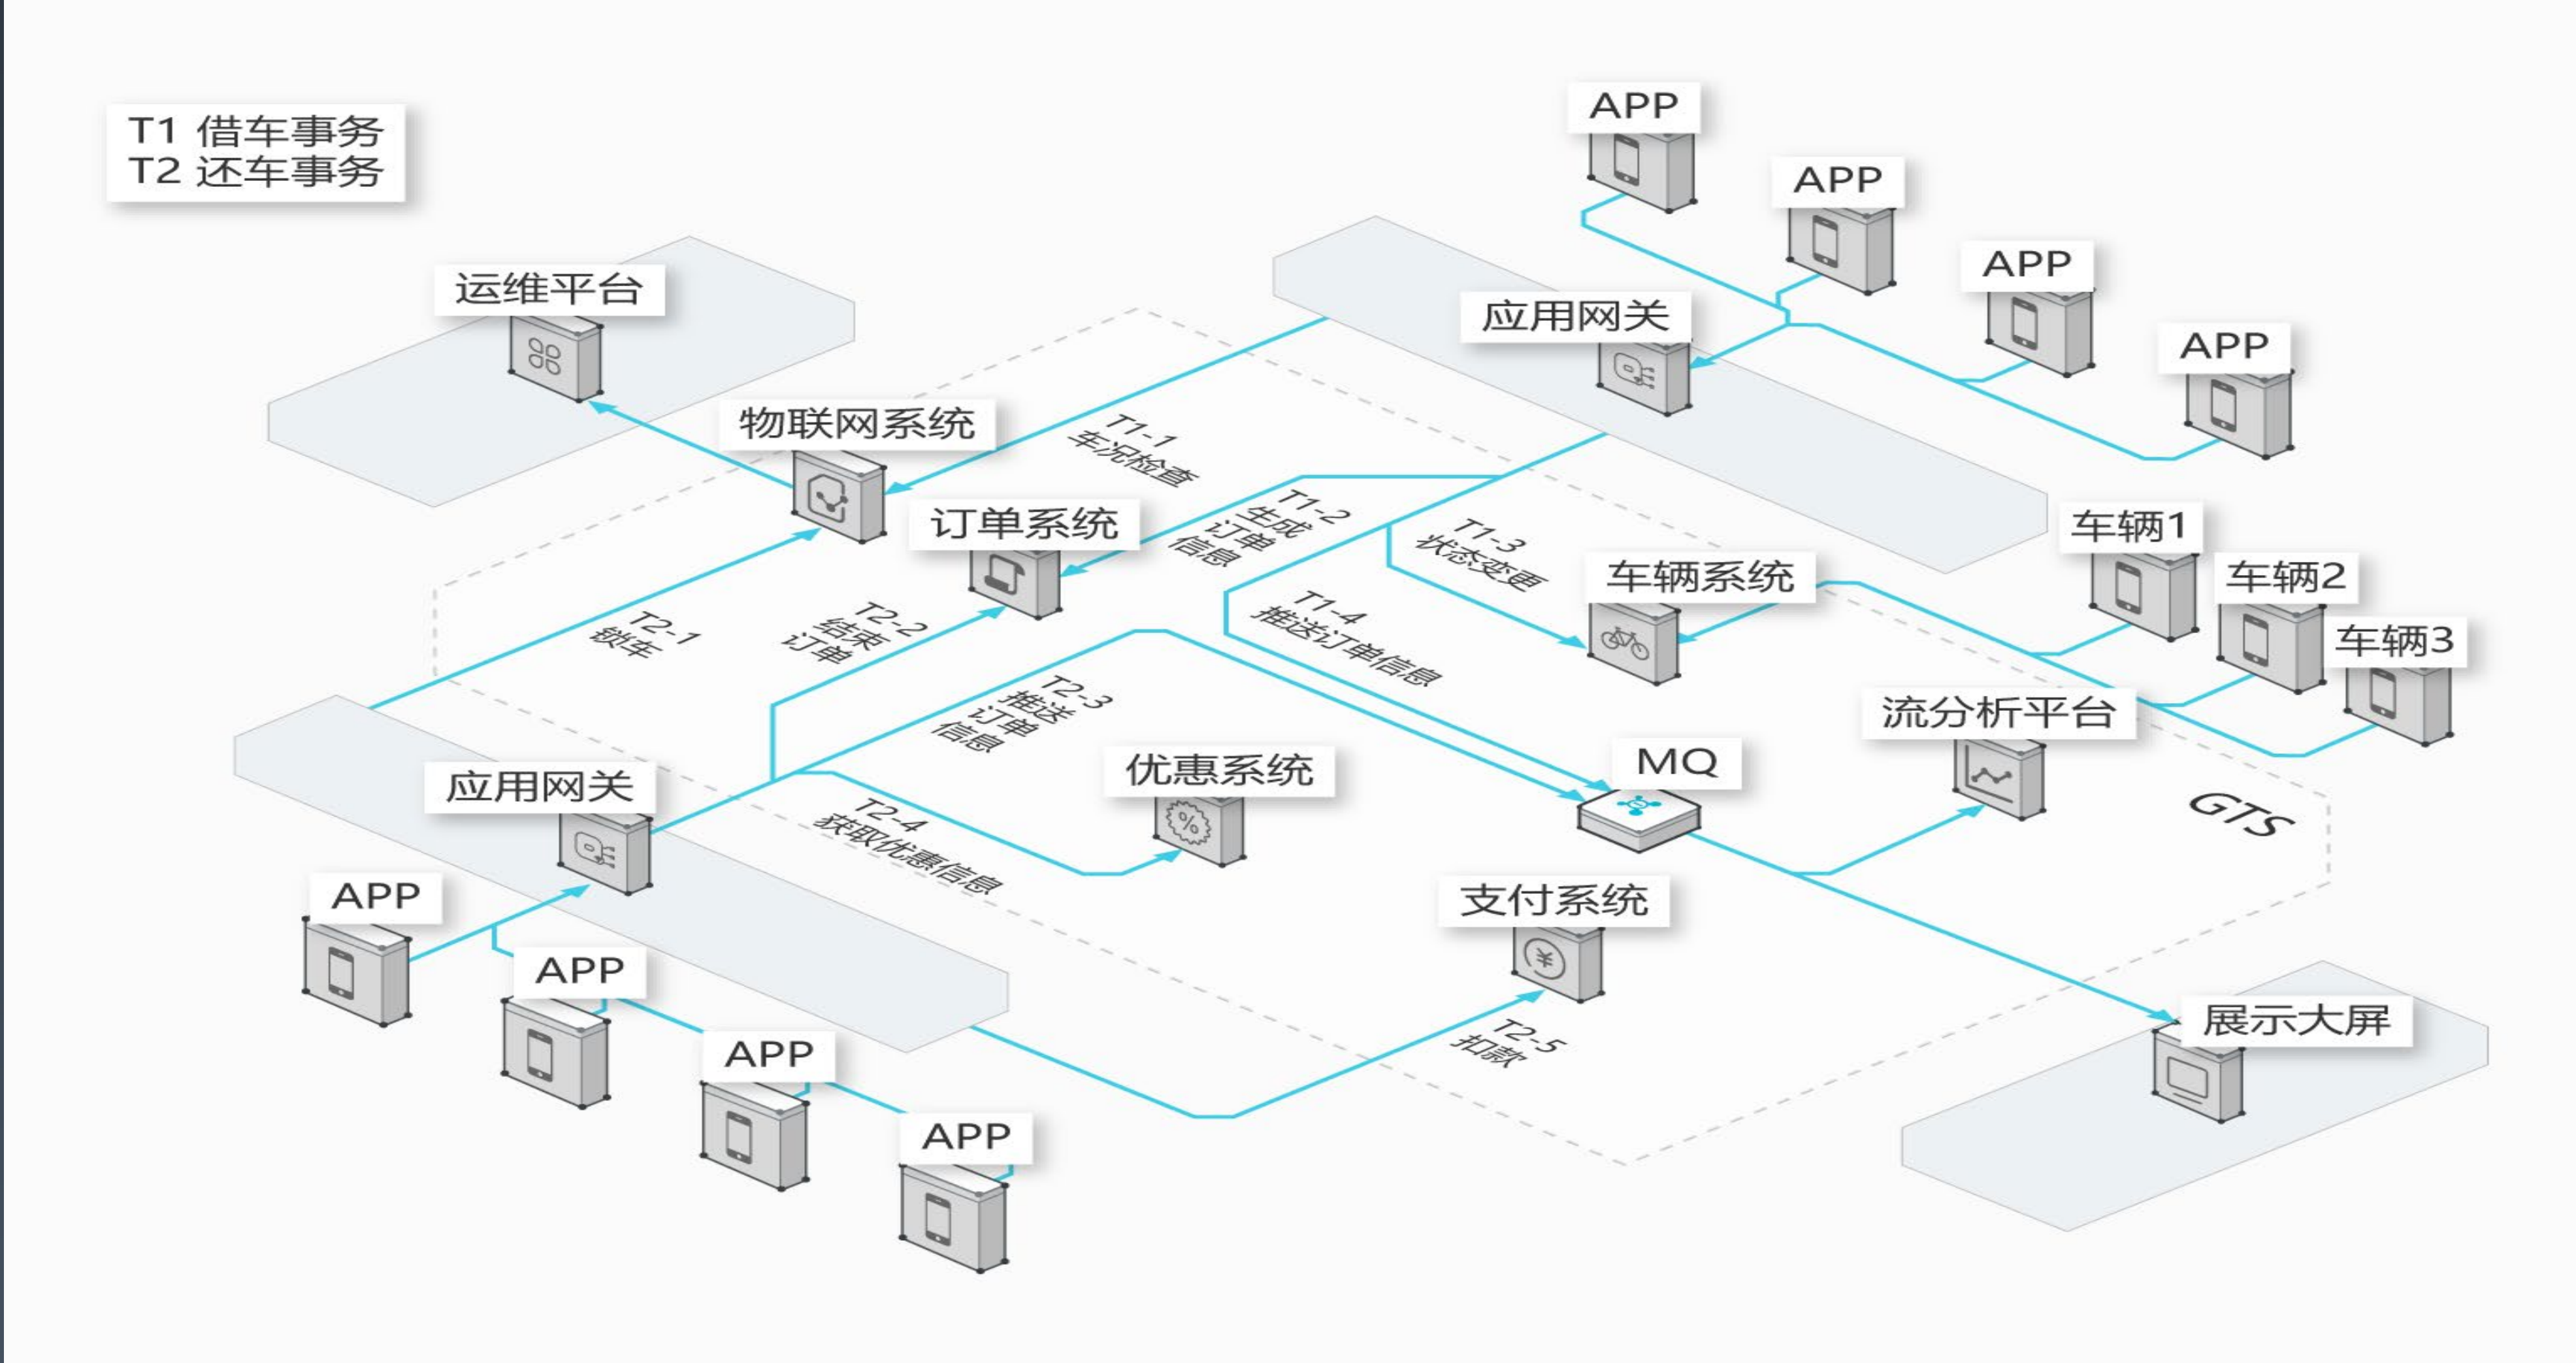 T1 借车事务
T2 还车事务
APP
APP
APP
APP
运维平台
应用网关
物联网系统
T1-1
车况检查
订单系统
T1-2
生成
订单
信息
T1-3
状态变更
车辆系统
车辆1
车辆2
车辆3
T2-1
锁车
T2-2
结束
订单
T1-4
推送订单信息
T2-3
推送
订单
信息
流分析平台
应用网关
优惠系统
MQ
GTS
T2-4
获取优惠信息
支付系统
APP
APP
APP
APP
T2-5
扣款
展示大屏